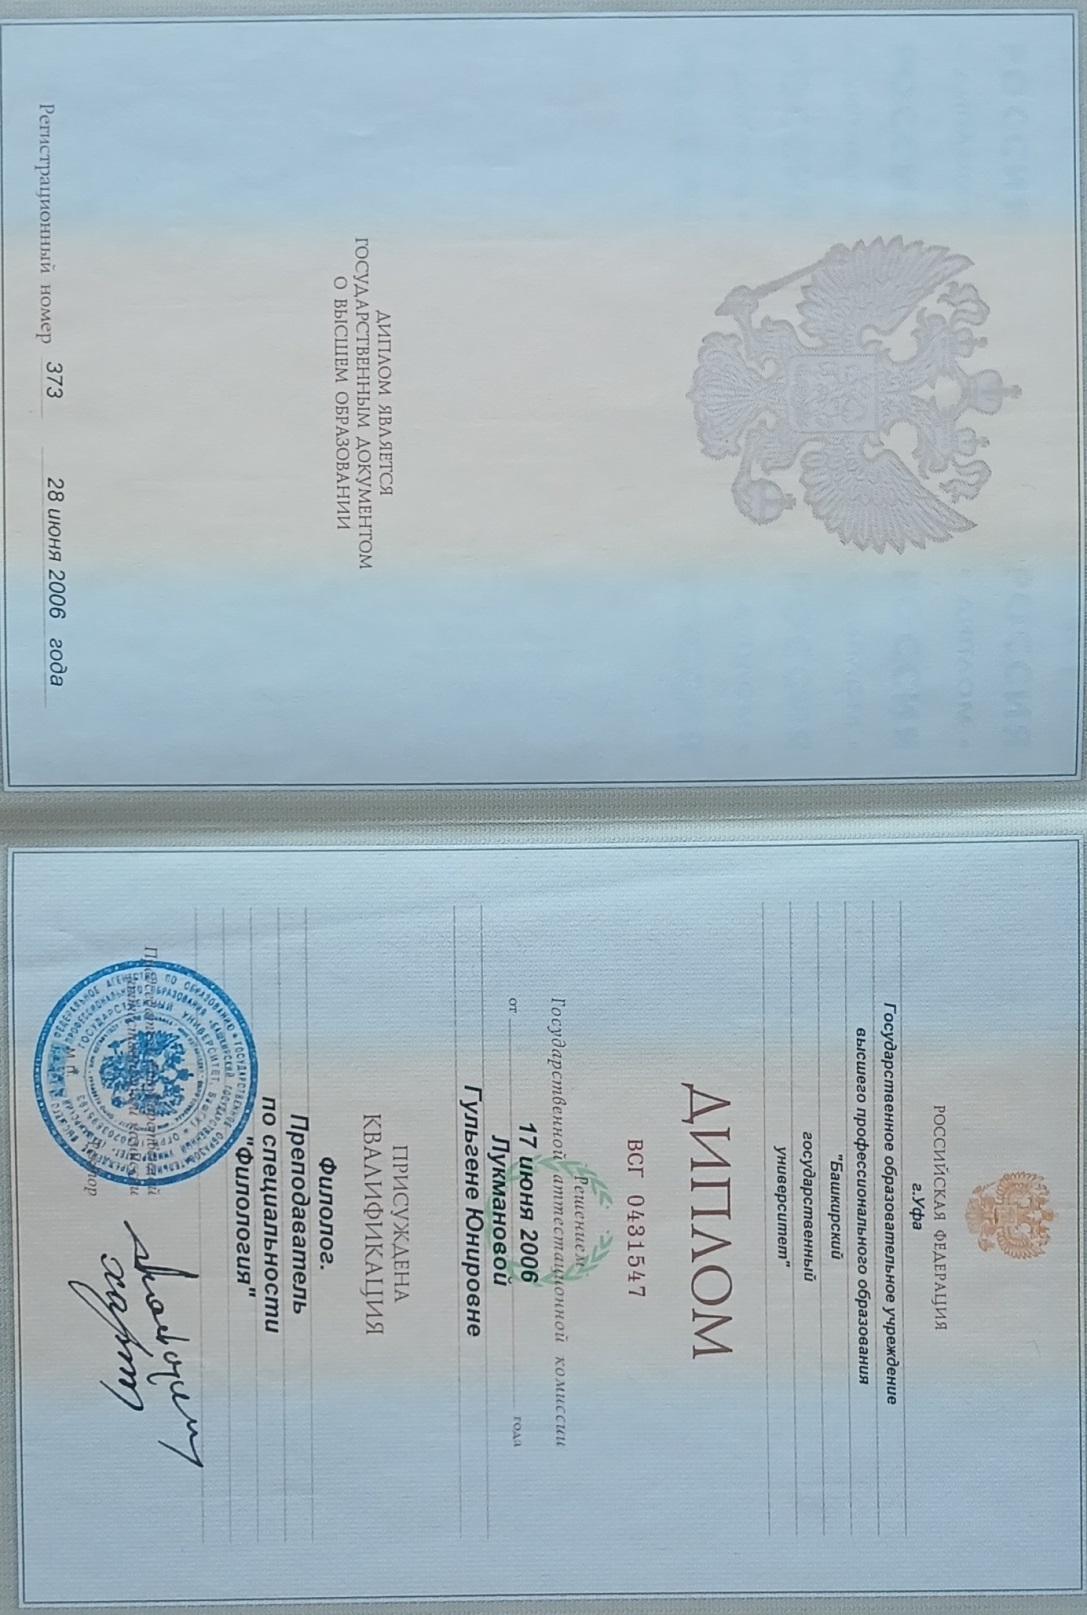 ДИПЛОМ ЯВЛЯЕТСЯ
ГОСУДАРСТВЕННЫМ ДОКУМЕНТОМ
О ВЫСШЕМ ОБРАЗОВАНИИ
Регистрационный номер 373 28 июня 2006 года
РОССИЙСКАЯ ФЕДЕРАЦИЯ
г.Уфа
Государственное образовательное учреждение
высшего профессионального образования
"Башкирский
государственный
университет"
ДИПЛОМ
ВСГ 0431547
Решением
Государственной аттестационной комиссии
от 17 июня 2006 года
Лукмановой
Гульгене Юнировне
ПРИСУЖДЕНА
КВАЛИФИКАЦИЯ
Филолог.
Преподаватель
по специальности
"Филология"
М.П.